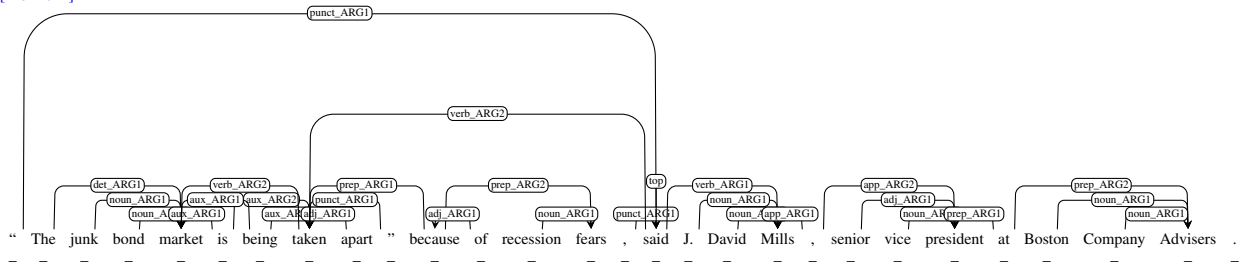 punct_ARG1
verb_ARG2
top
det_ARG1 verb_ARG2 prep_ARG1 prep_ARG2 verb_ARG1 app_ARG2 prep_ARG2
noun_ARG1 aux_ARG1 aux_ARG2 punct_ARG1 noun_ARG1 adj_ARG1 noun_ARG1
aux_ARG1 adj_ARG1 adj_ARG1 noun_ARG1 punct_ARG1 app_ARG1 prep_ARG1 noun_ARG1
“ The junk bond market is being taken apart ” because of recession fears , said J. David Mills , senior vice president at Boston Company Advisers .